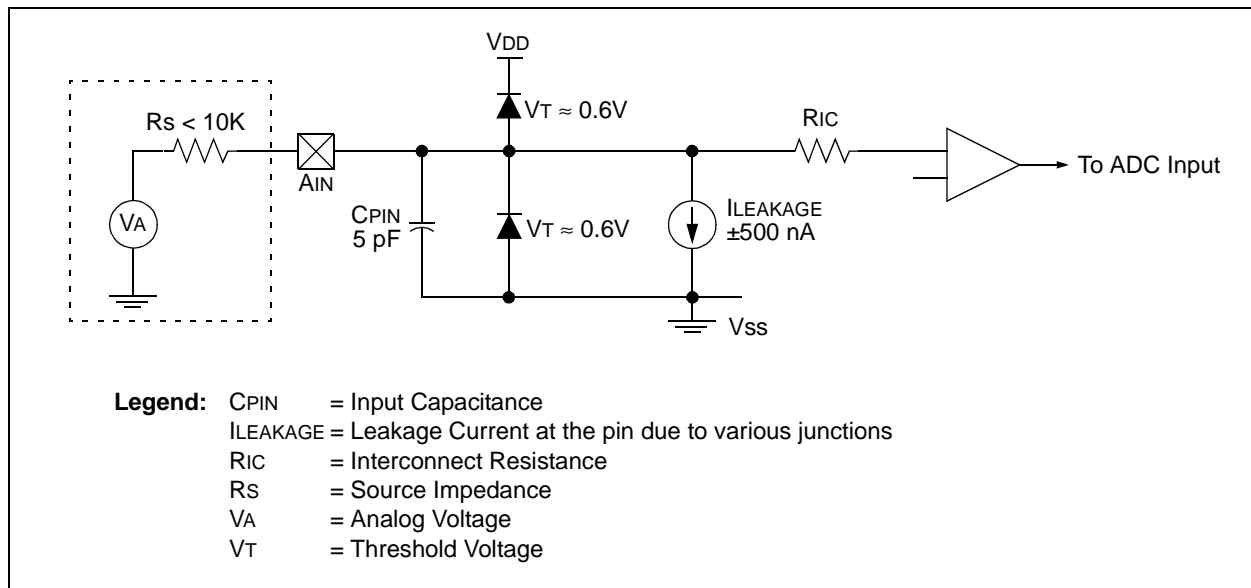 VDD
VT ≈ 0.6V
Rs < 10K
RIC
AIN
To ADC Input
VA
CPIN
5 pF
VT ≈ 0.6V
ILEAKAGE
±500 nA
Vss
Legend: CPIN = Input Capacitance
ILEAKAGE = Leakage Current at the pin due to various junctions
RIC = Interconnect Resistance
RS = Source Impedance
VA = Analog Voltage
VT = Threshold Voltage